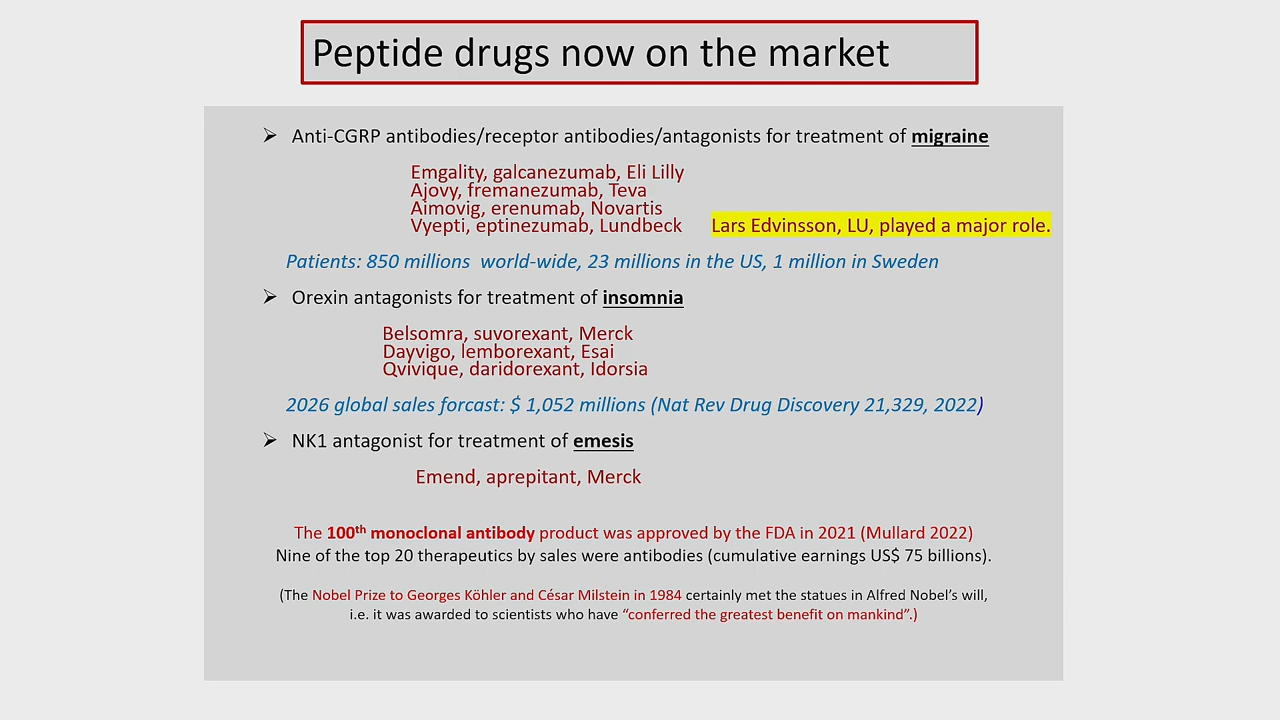 Peptide drugs now on the market
➢ Anti-CGRP antibodies/receptor antibodies/antagonists for treatment of migraine
Emgality, galcanezumab, Eli Lilly
Ajovy, fremanezumab, Teva
Aimovig, erenumab, Novartis
Vyepti, eptinezumab, Lundbeck Lars Edvinsson, LU, played a major role.
Patients: 850 millions world-wide, 23 millions in the US, 1 million in Sweden
➢ Orexin antagonists for treatment of insomnia
Belsomra, suvorexant, Merck
Dayvigo, lemborexant, Esai
Qvivique, daridorexant, Idorsia
2026 global sales forcast: $ 1,052 millions (Nat Rev Drug Discovery 21,329, 2022)
➢ NK1 antagonist for treatment of emesis
Emend, aprepitant, Merck
The 100th monoclonal antibody product was approved by the FDA in 2021 (Mullard 2022)
Nine of the top 20 therapeutics by sales were antibodies (cumulative earnings US$ 75 billions).
(The Nobel Prize to Georges Köhler and César Milstein in 1984 certainly met the statues in Alfred Nobel's will,
i.e. it was awarded to scientists who have “conferred the greatest benefit on mankind”.)